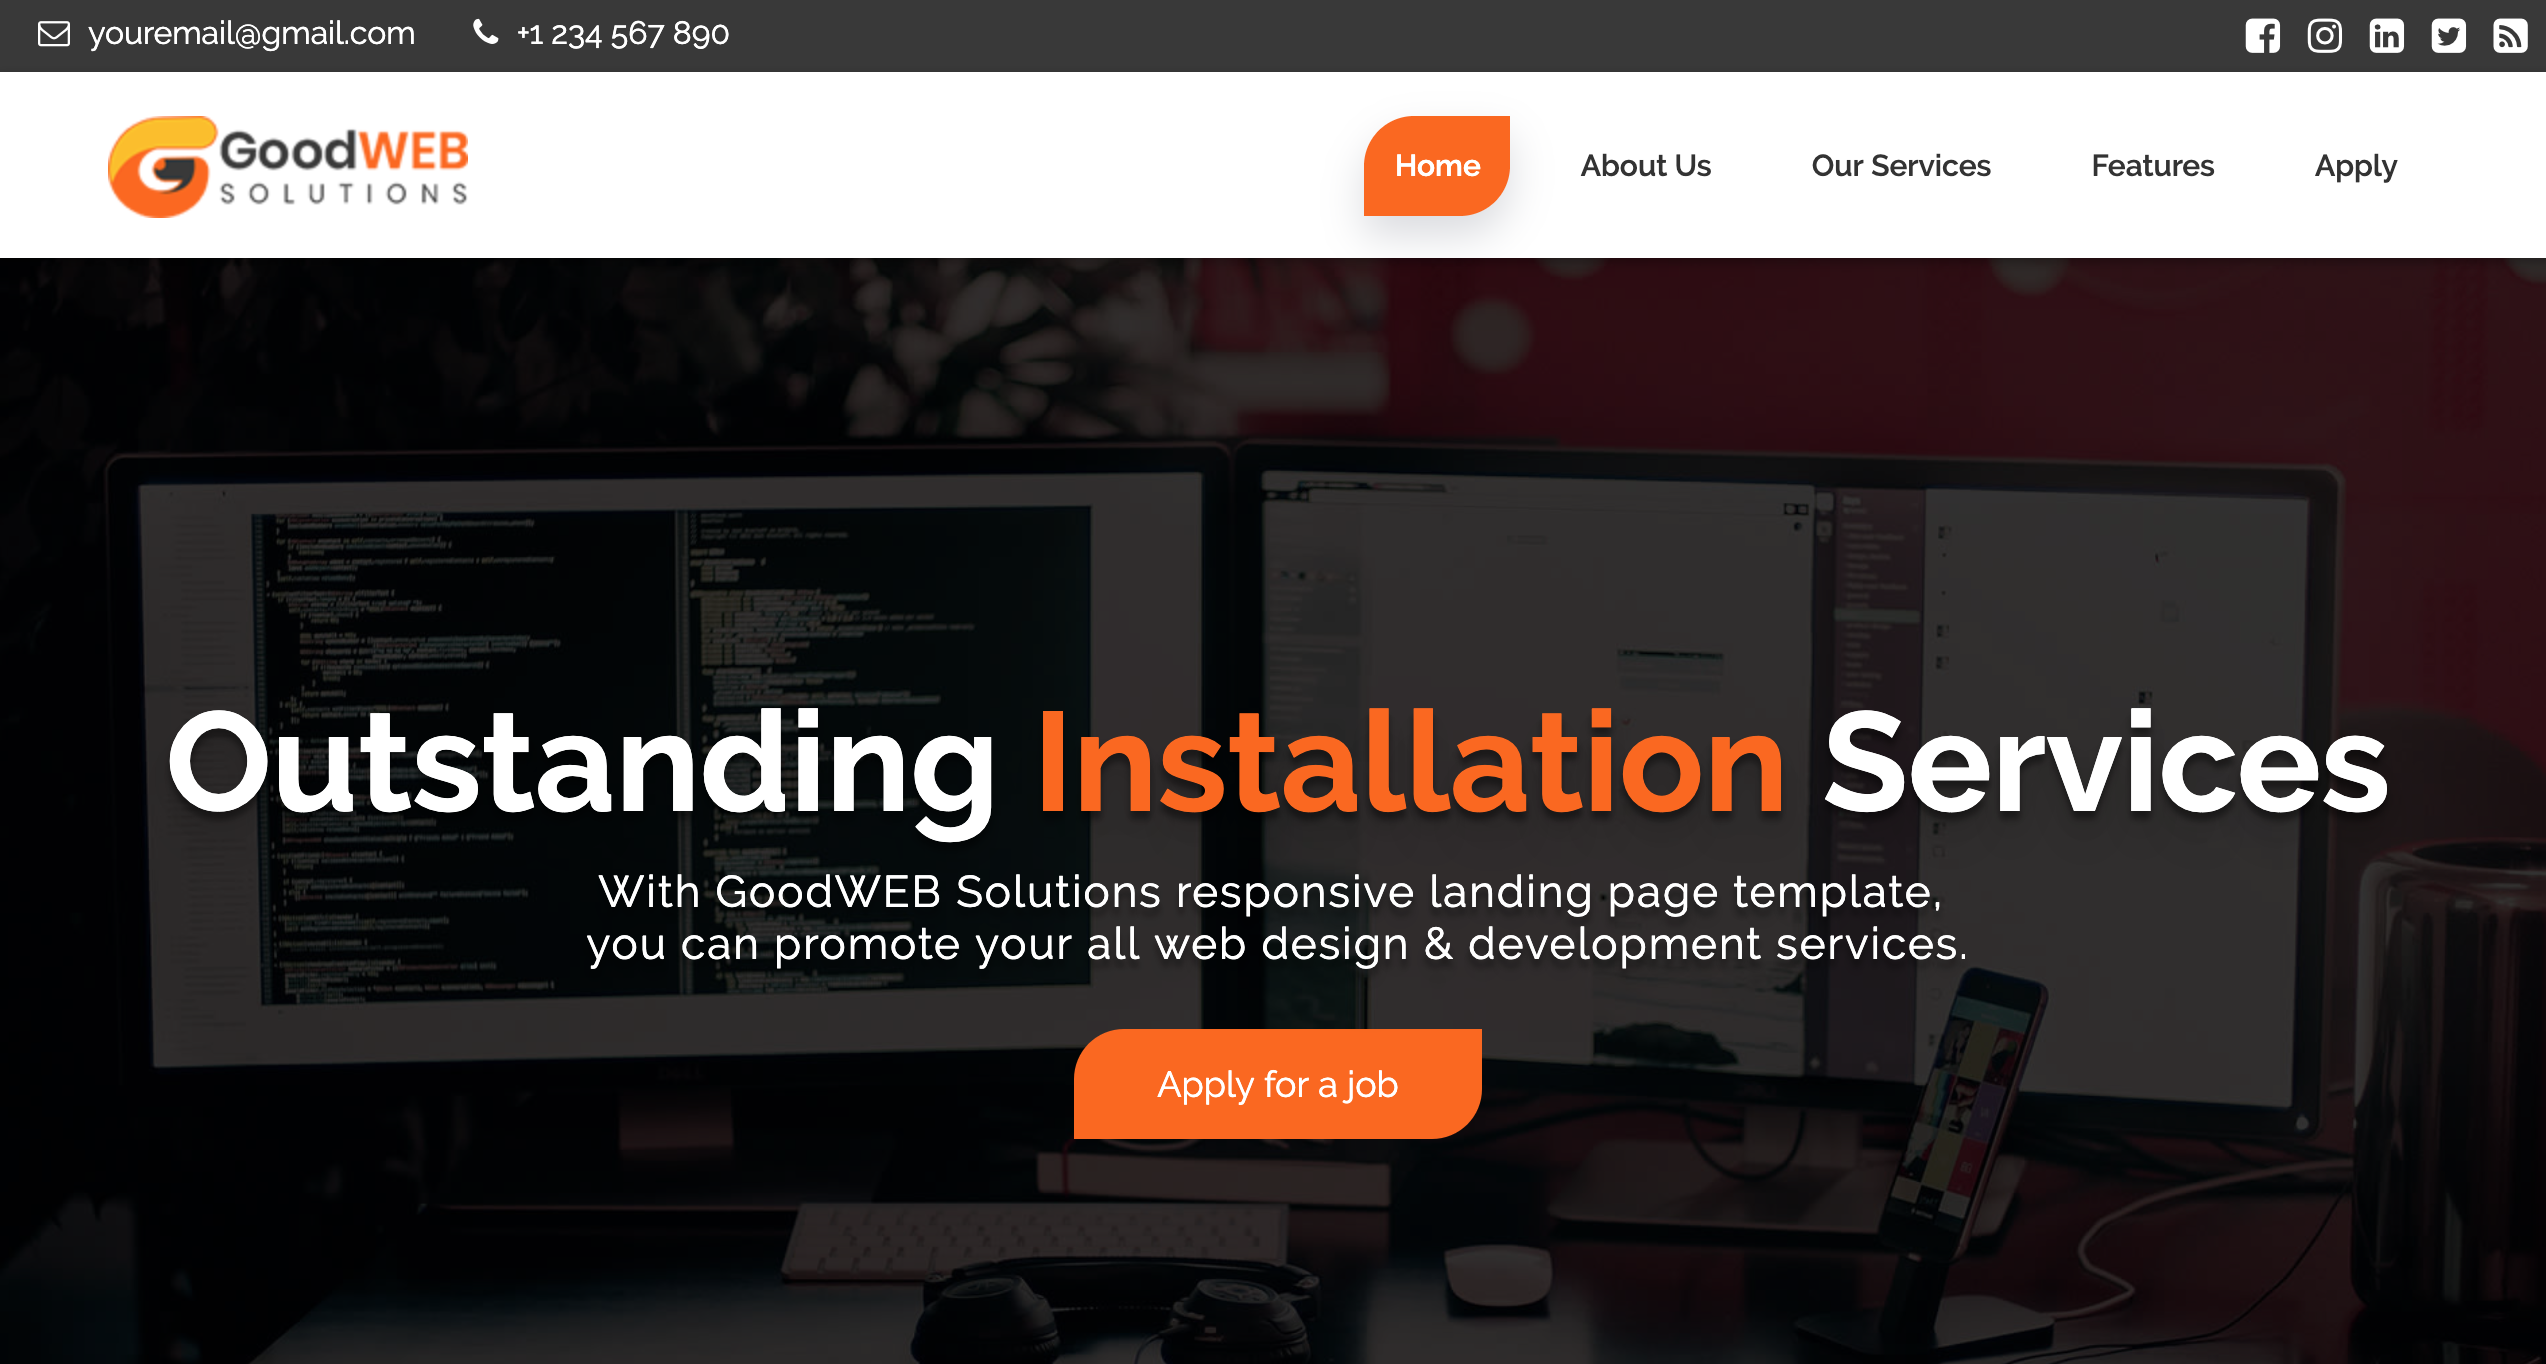 youremail@gmail.com
+1 234 567 890
GoodWEB
SOLUTIONS
Home
About Us
Our Services
Features
Apply
Outstanding Installation Services
With GoodWEB Solutions responsive landing page template,
you can promote your all web design & development services.
Apply for a job